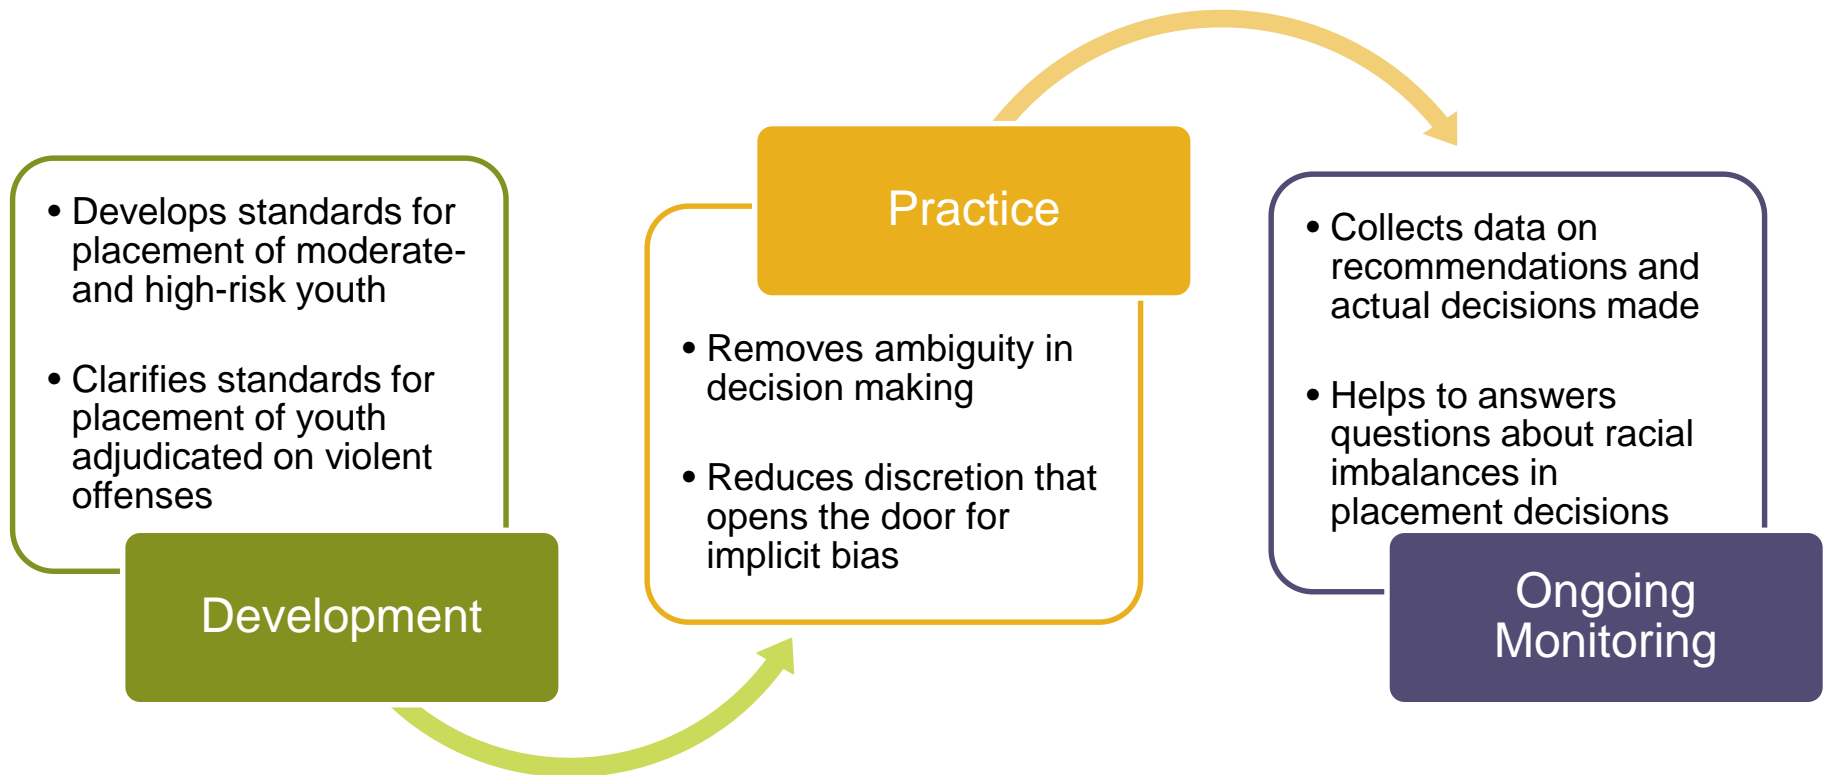 • Develops standards for
placement of moderate-
and high-risk youth
• Clarifies standards for
placement of youth
adjudicated on violent
offenses
Development
Practice
• Removes ambiguity in
decision making
• Reduces discretion that
opens the door for
implicit bias
• Collects data on
recommendations and
actual decisions made
• Helps to answers
questions about racial
imbalances in
placement decisions
Ongoing
Monitoring